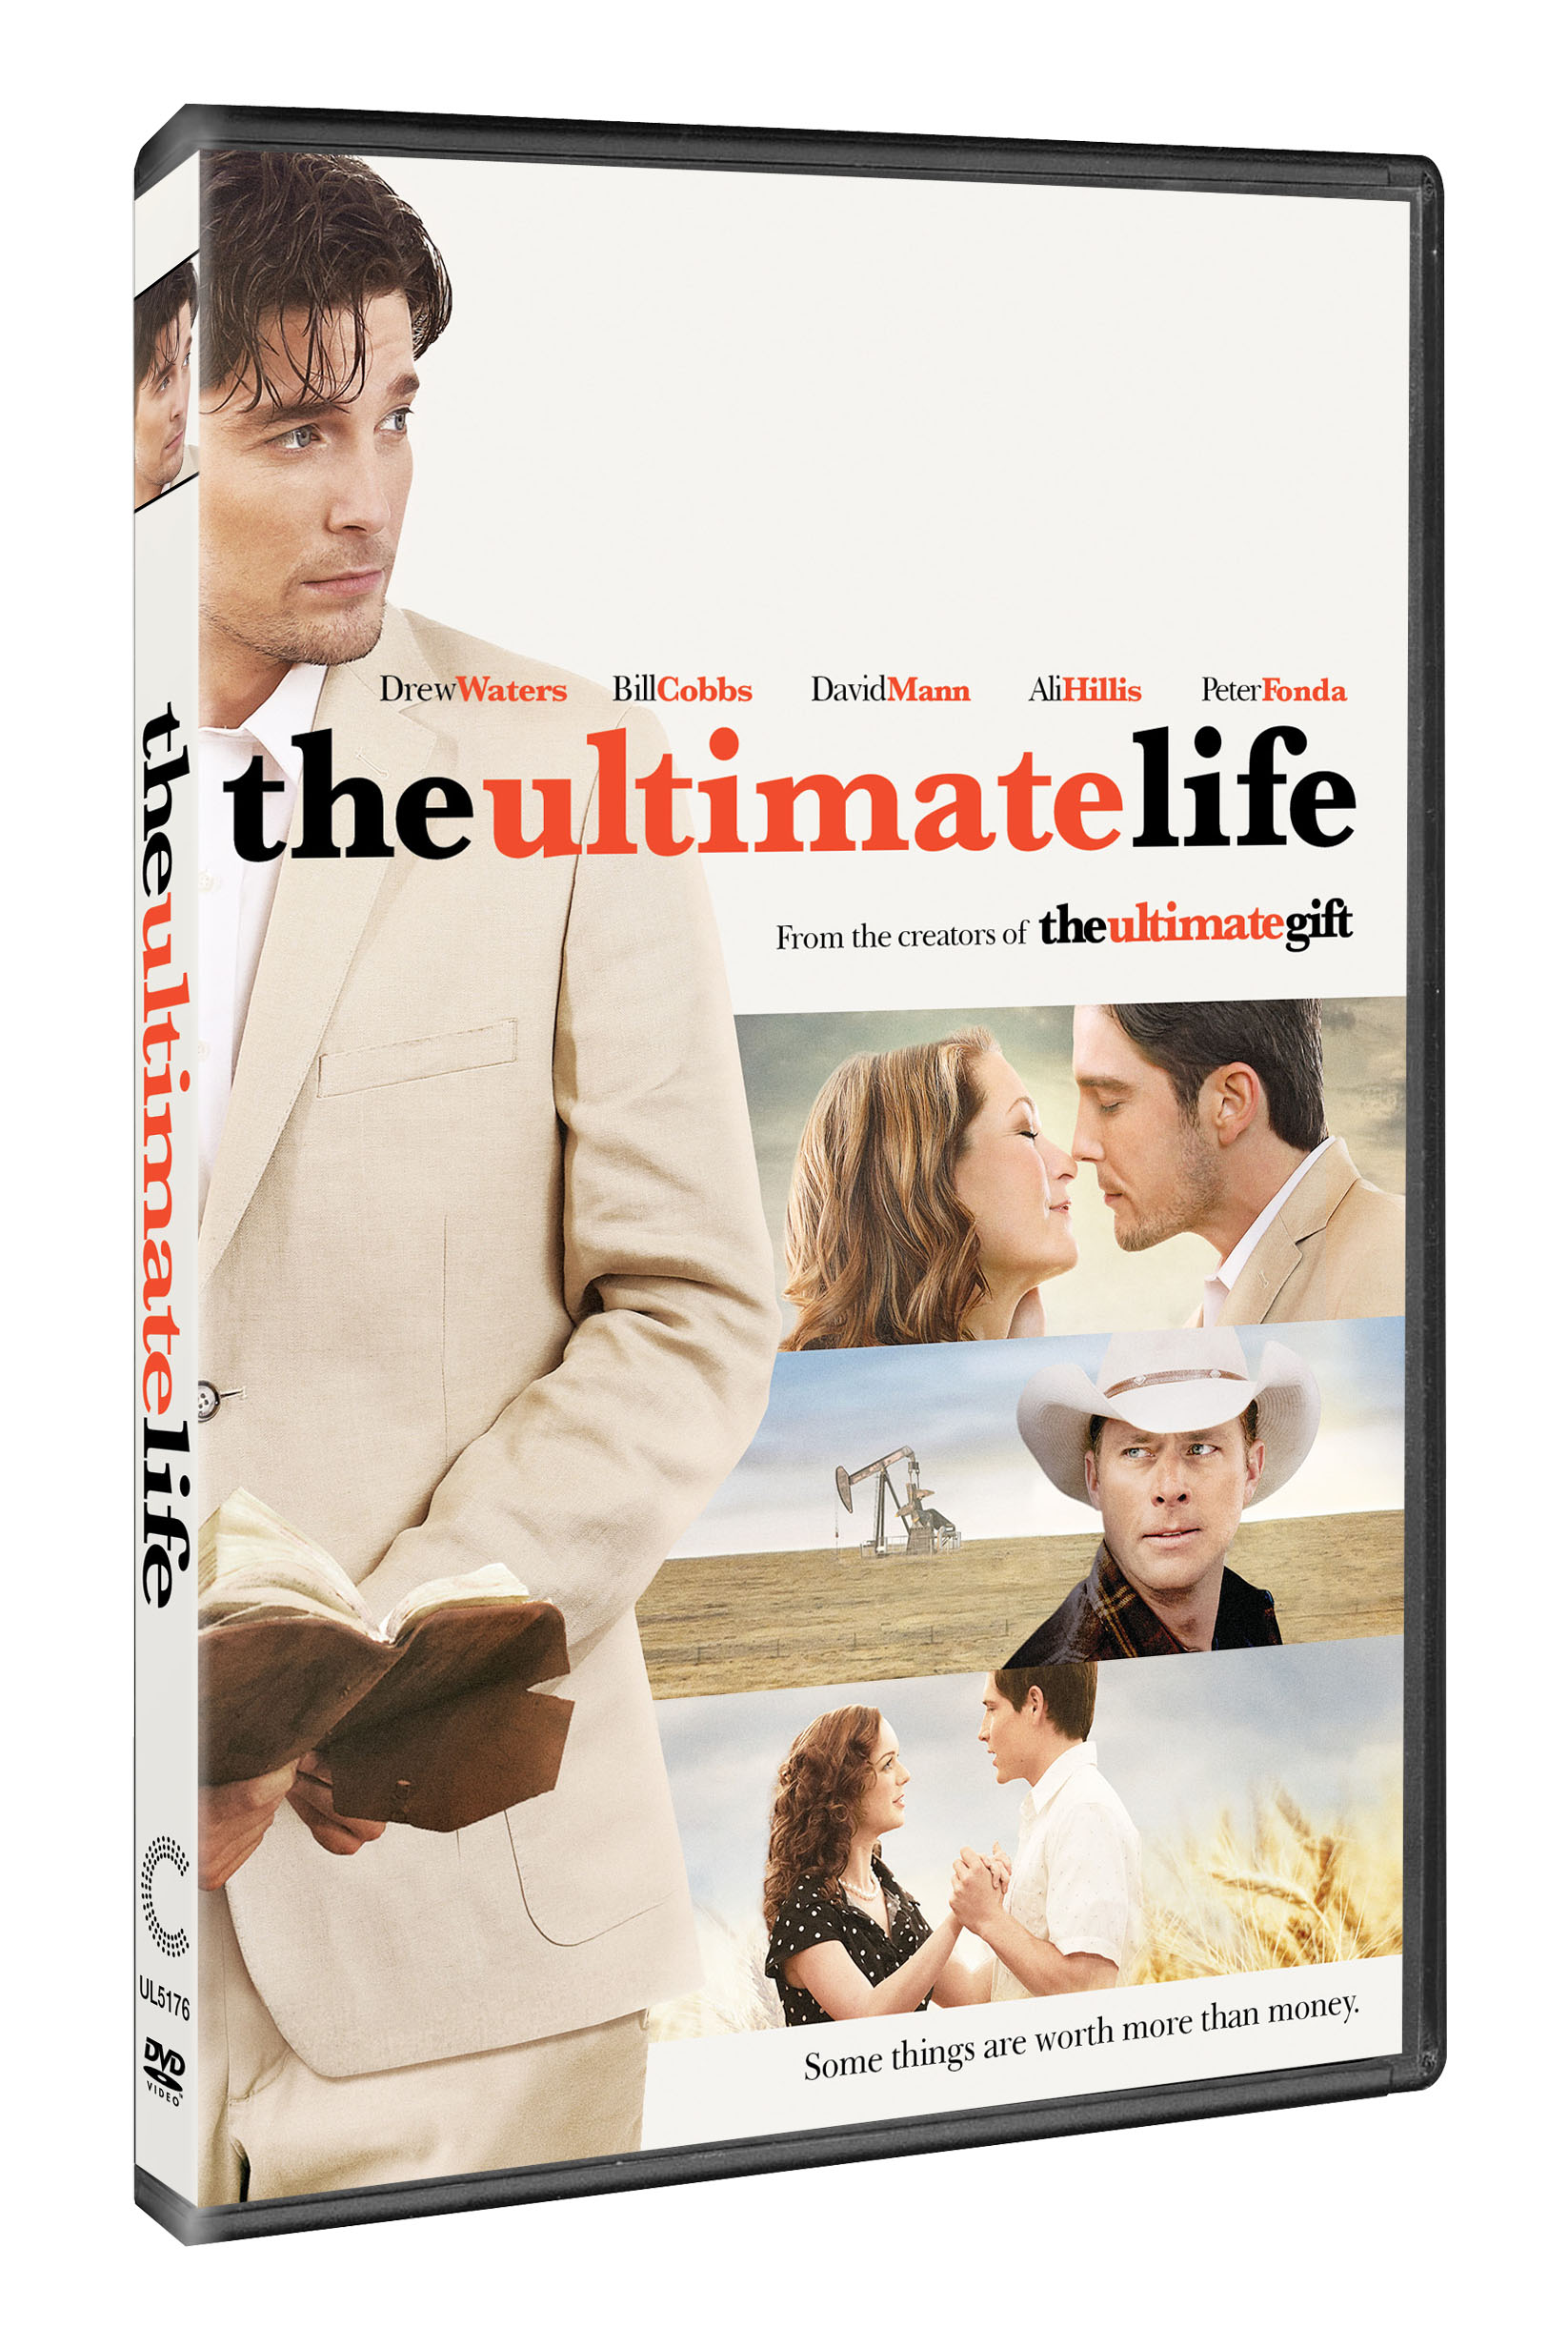 DrewWaters BillCobbs DavidMann AliHillis PeterFonda
theultimatelife
From the creators of theultimategift
Some things are worth more than money.
theultimatelife
C
UL5176
DVD
VIDEO